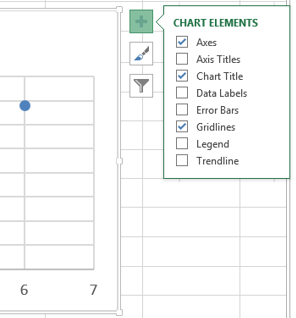 CHART ELEMENTS
Axes
Axis Titles
Chart Title
Data Labels
Error Bars
Gridlines
Legend
Trendline
6 7